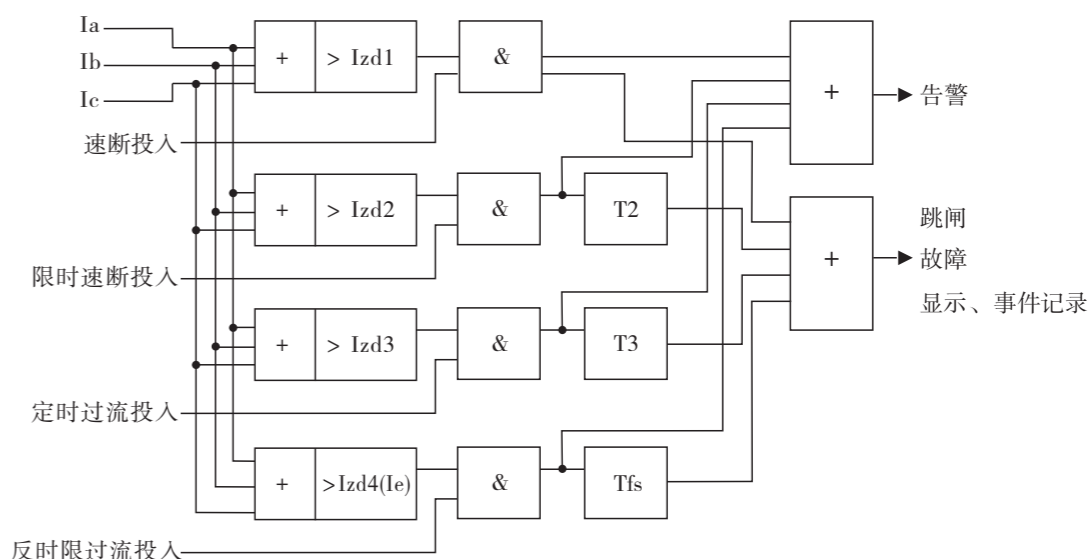 Ia
Ib
Ic
+ > Izd1
&
+
告警
速断投入
+ > Izd2
&
T2
限时速断投入
+
跳闸
故障
显示、事件记录
+ > Izd3
&
T3
定时过流投入
+ >Izd4(Ie)
&
Tfs
反时限过流投入